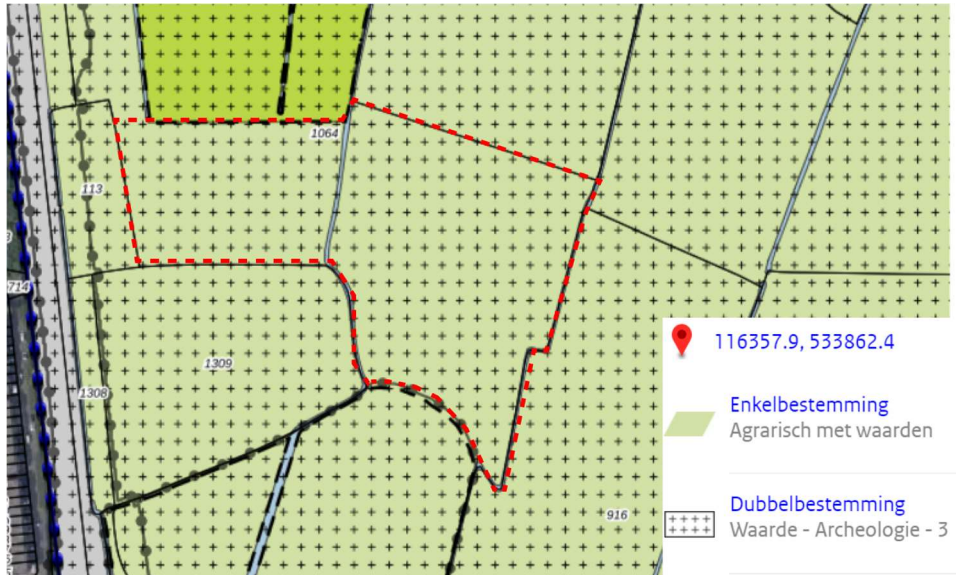 1064
113
714
1309
1308
916
116357.9, 533862.4
Enkelbestemming
Agrarisch met waarden
Dubbelbestemming
Waarde - Archeologie - 3